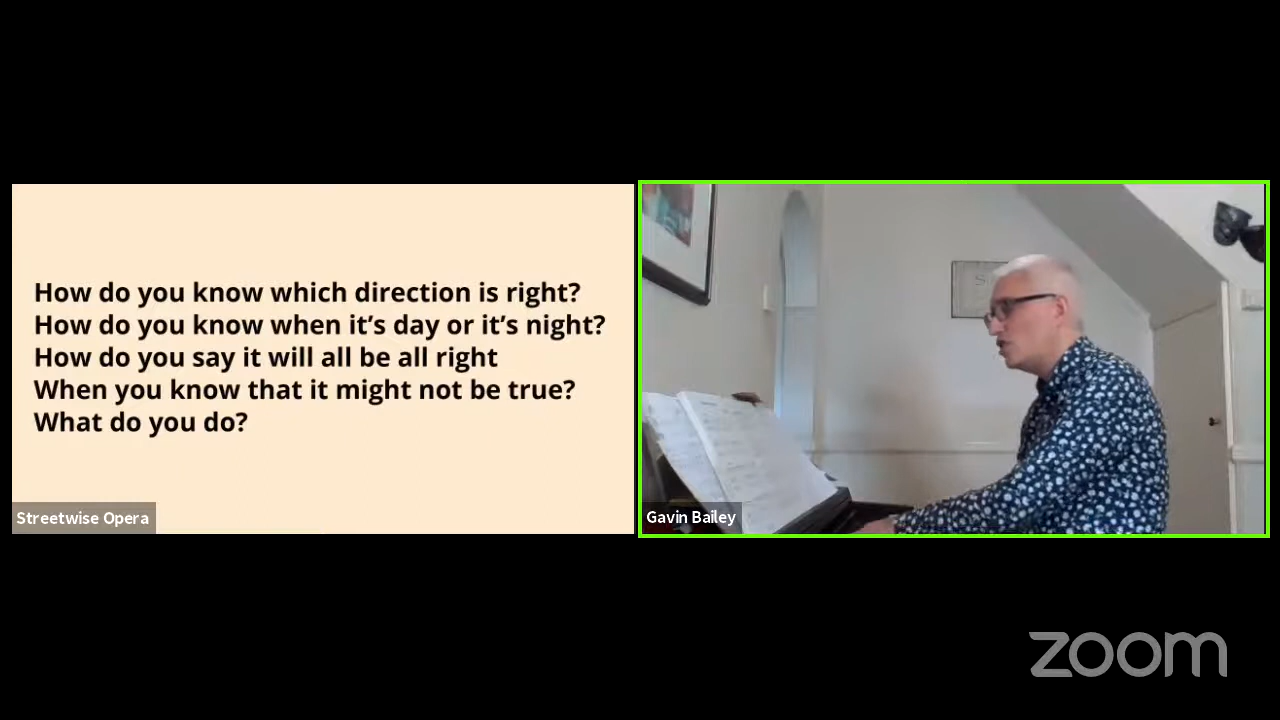 How do you know which direction is right?
How do you know when it's day or it's night?
How do you say it will all be all right
When you know that it might not be true?
What do you do?
Streetwise Opera
Gavin Bailey
zoom